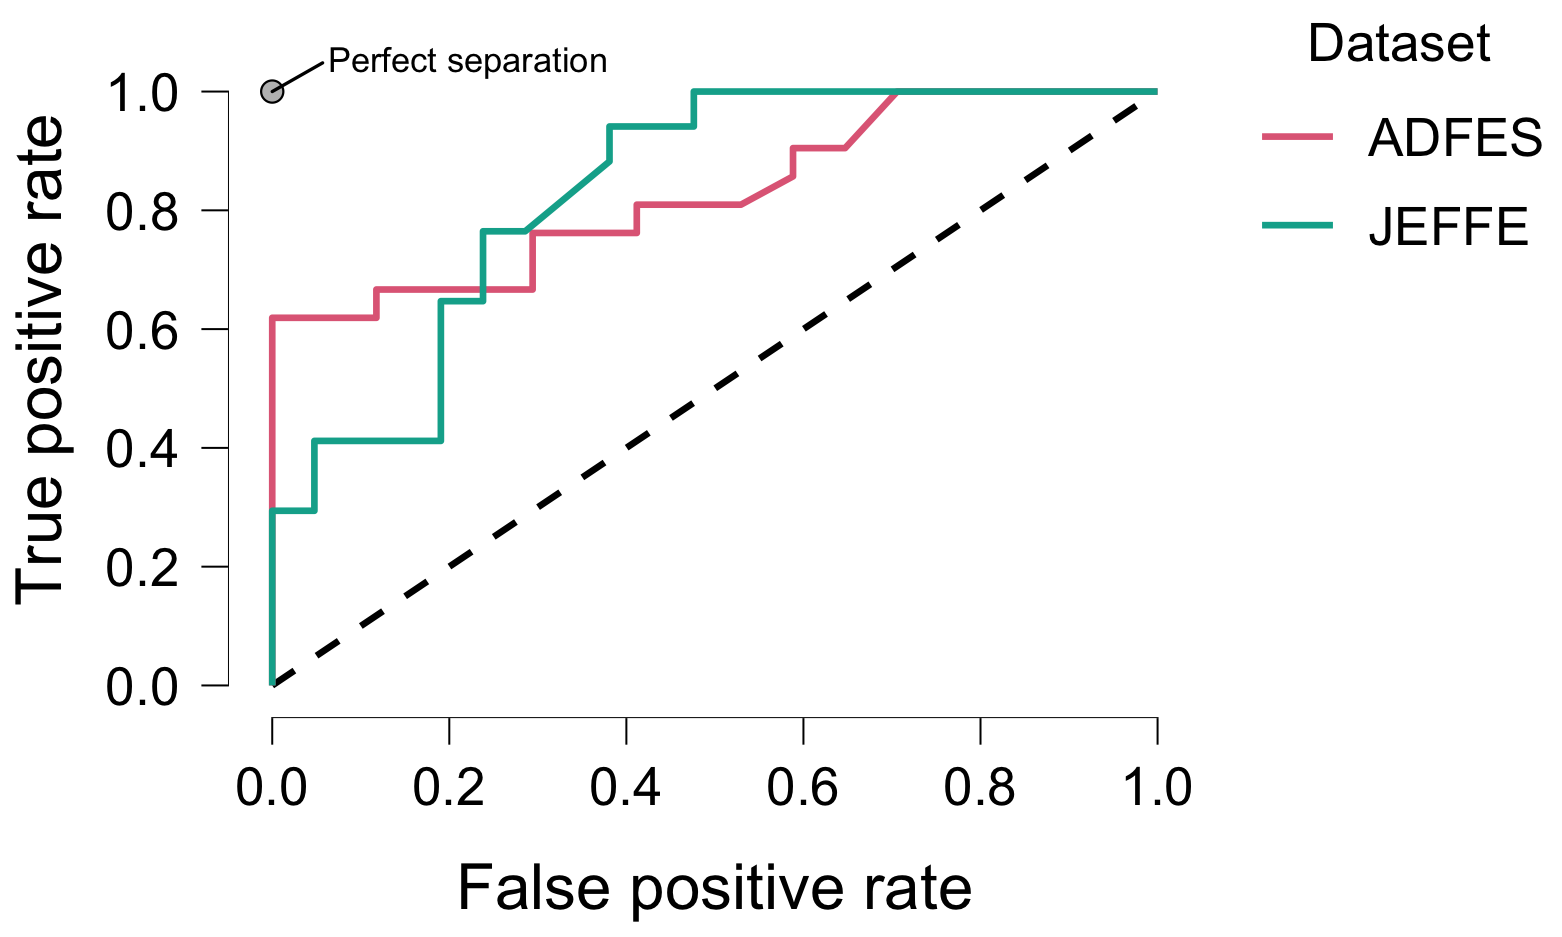 Perfect separation
Dataset
ADFES
JEFFE
True positive rate
1.0
0.8
0.6
0.4
0.2
0.0
0.0 0.2 0.4 0.6 0.8 1.0
False positive rate